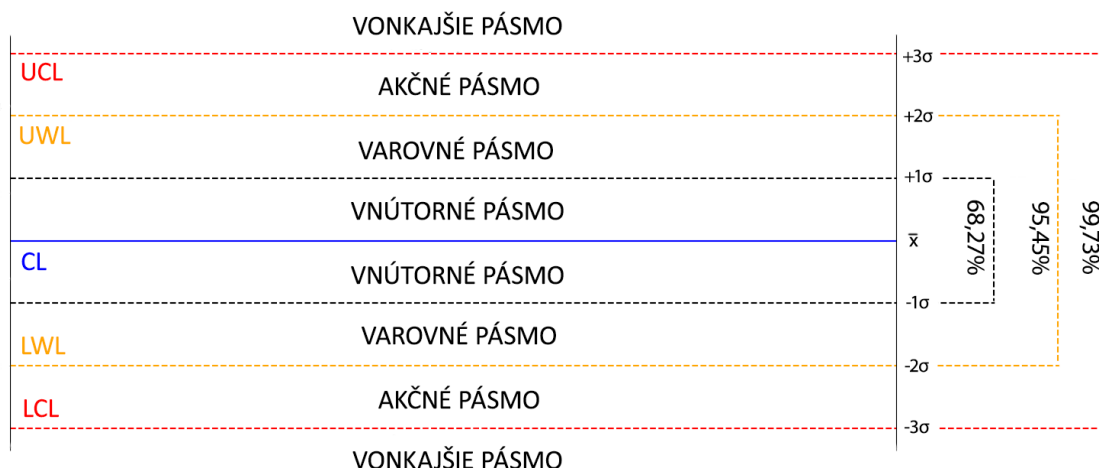 VONKAJŠIE PÁSMO
+3σ
UCL
AKČNÉ PÁSMO
+2σ
UWL
VAROVNÉ PÁSMO
+1σ
VNÚTORNÉ PÁSMO
68,27%
95,45%
99,73%
x̅
CL
VNÚTORNÉ PÁSMO
-1σ
VAROVNÉ PÁSMO
LWL
-2σ
AKČNÉ PÁSMO
LCL
-3σ
VONKAJŠIE PÁSMO